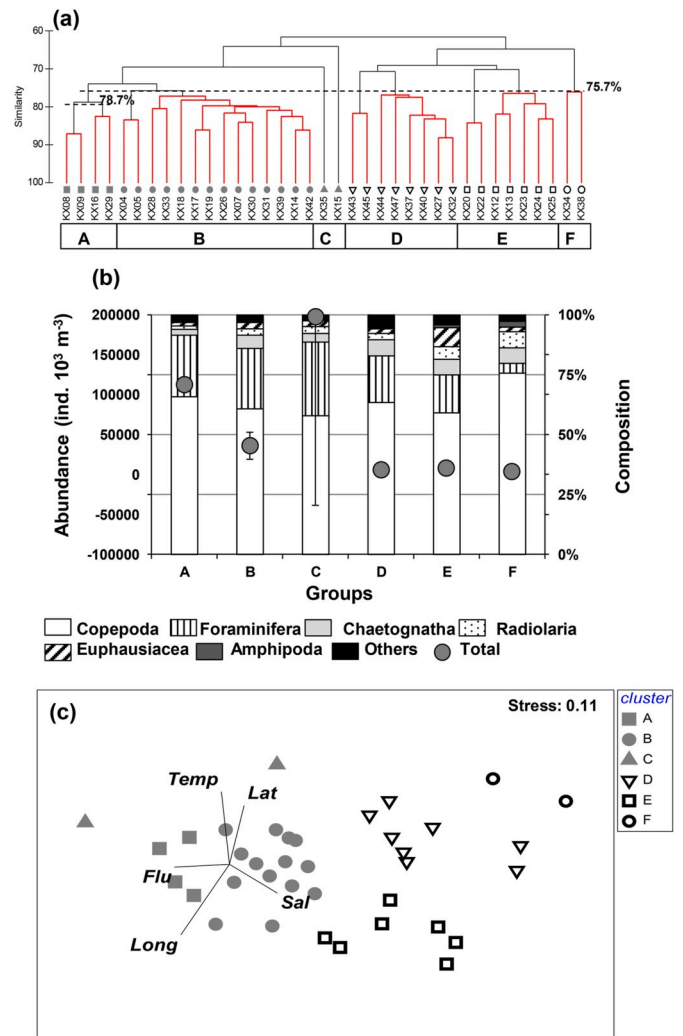 (a)
60
70
80
90
100
Similarity
78.7%
75.7%
KX08 KX09 KX16 KX29 KX04 KX05 KX28 KX33 KX18 KX17 KX19 KX26 KX07 KX30 KX31 KX39 KX14 KX42 KX35 KX15 KX43 KX45 KX44 KX47 KX37 KX40 KX27 KX32 KX20 KX22 KX12 KX13 KX23 KX24 KX25 KX34 KX38
A B C D E F
(b)
Abundance (ind. 10³ m⁻³)
200000
150000
100000
50000
0
-50000
-100000
100%
75%
50%
25%
0%
Composition
A B C D E F
Groups
Copepoda Foraminifera Chaetognatha Radiolaria
Euphausiacea Amphipoda Others Total
(c)
Stress: 0.11
Temp
Lat
Flu
Sal
Long
cluster
A
B
C
D
E
F